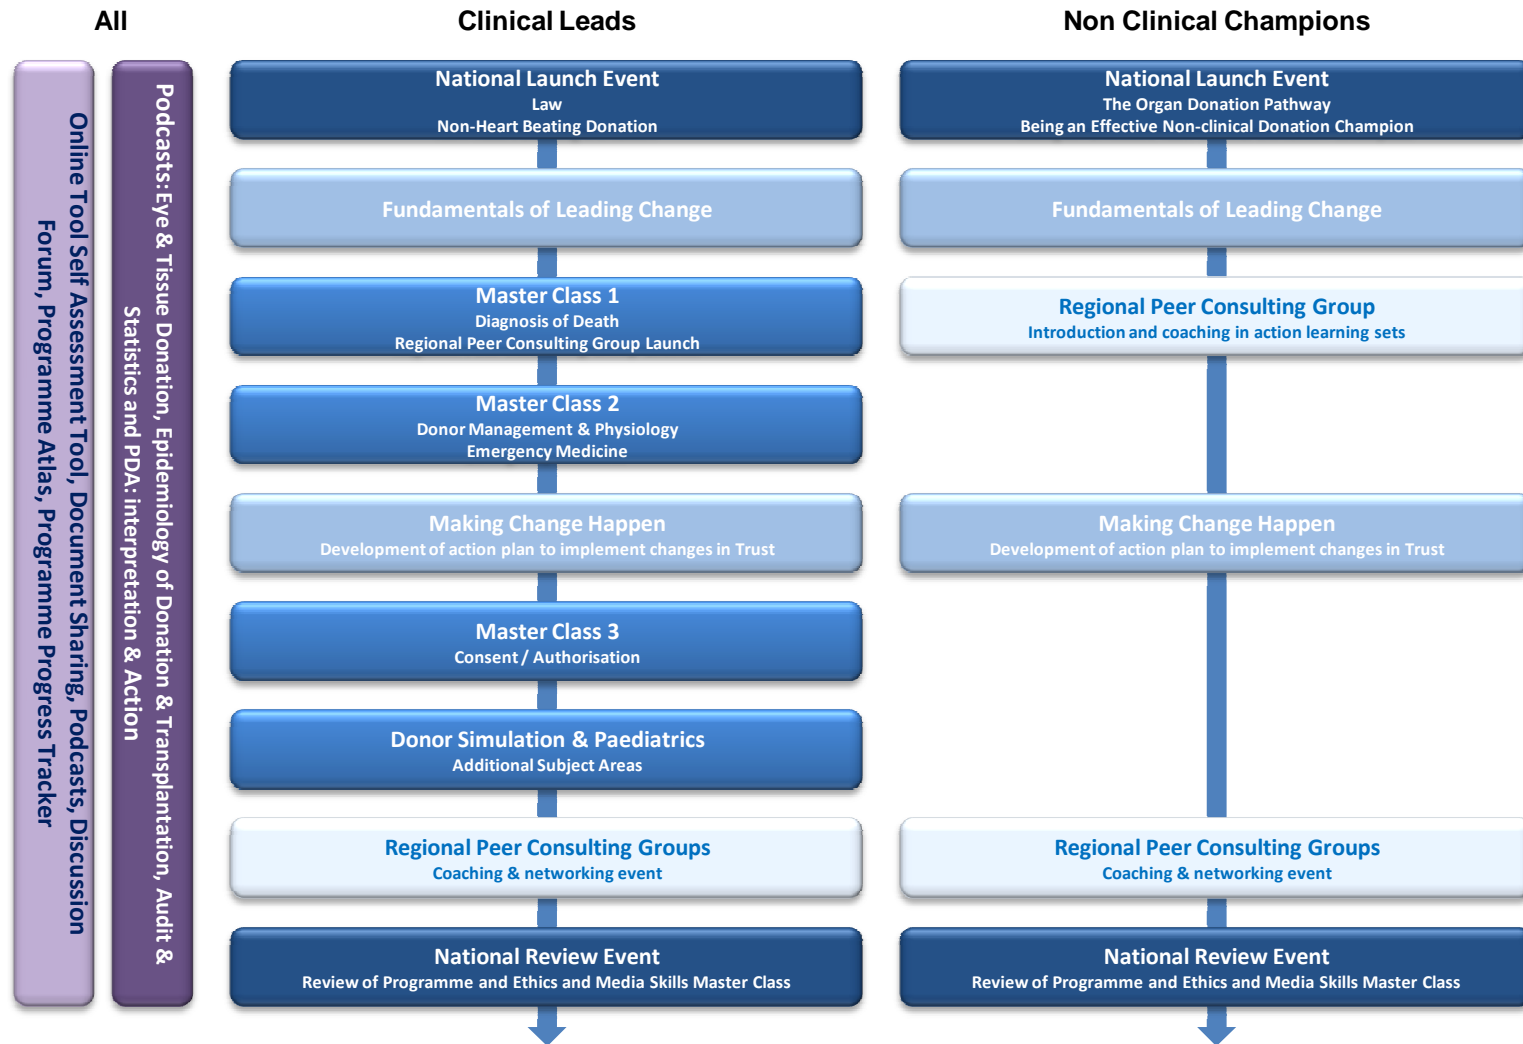 All
Clinical Leads
Non Clinical Champions
Online Tool Self Assessment Tool, Document Sharing, Podcasts, Discussion
Forum, Programme Atlas, Programme Progress Tracker
Podcasts: Eye & Tissue Donation, Epidemiology of Donation & Transplantation, Audit &
Statistics and PDA: interpretation & Action
National Launch Event
Law
Non-Heart Beating Donation
Fundamentals of Leading Change
Master Class 1
Diagnosis of Death
Regional Peer Consulting Group Launch
Master Class 2
Donor Management & Physiology
Emergency Medicine
Making Change Happen
Development of action plan to implement changes in Trust
Master Class 3
Consent / Authorisation
Donor Simulation & Paediatrics
Additional Subject Areas
Regional Peer Consulting Groups
Coaching & networking event
National Review Event
Review of Programme and Ethics and Media Skills Master Class
National Launch Event
The Organ Donation Pathway
Being an Effective Non-clinical Donation Champion
Fundamentals of Leading Change
Regional Peer Consulting Group
Introduction and coaching in action learning sets
Making Change Happen
Development of action plan to implement changes in Trust
Regional Peer Consulting Groups
Coaching & networking event
National Review Event
Review of Programme and Ethics and Media Skills Master Class